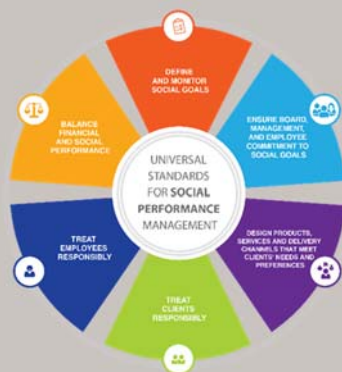 UNIVERSAL
STANDARDS
FOR SOCIAL
PERFORMANCE
MANAGEMENT
DEFINE
AND MONITOR
SOCIAL GOALS
ENSURE BOARD,
MANAGEMENT,
AND EMPLOYEE
COMMITMENT TO
SOCIAL GOALS
DESIGN PRODUCTS,
SERVICES AND DELIVERY
CHANNELS THAT MEET
CLIENTS' NEEDS AND
PREFERENCES
TREAT
CLIENTS
RESPONSIBLY
TREAT
EMPLOYEES
RESPONSIBLY
BALANCE
FINANCIAL
AND SOCIAL
PERFORMANCE